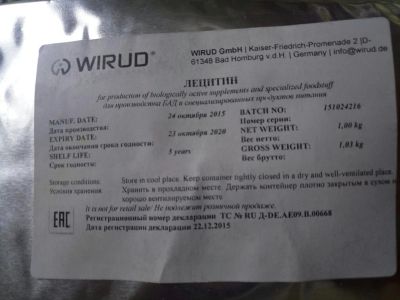 WIRUD®
WIRUD GmbH | Kaiser-Friedrich-Promenade 2 |D-
61348 Bad Homburg v.d.H. | Germany | info@wirud.de
ЛЕЦИТИН
for production of biologically active supplements and specialized foodstuff
для производства БАД и специализированных продуктов питания
MANUF. DATE: 24 октября 2015 BATCH NO: 151024216
Дата производства: Номер серии:
EXPIRY DATE: 23 октября 2020 NET WEIGHT: 1,00 kg
Дата окончания срока годности: Вес нетто:
SHELF LIFE: 5 years GROSS WEIGHT: 1,03 kg
Срок годности: Вес брутто:
Storage conditions: Store in cool place. Keep container tightly closed in a dry and well-ventilated place.
Условия хранения Хранить в прохладном месте. Держать контейнер плотно закрытым в сухом и
хорошо вентилируемом месте.
It is not for retail sale/ Не подлежит розничной продаже.
EAC Регистрационный номер декларации ТС № RU Д-DE.АЕ09.В.00668
Дата регистрации декларации 22.12.2015